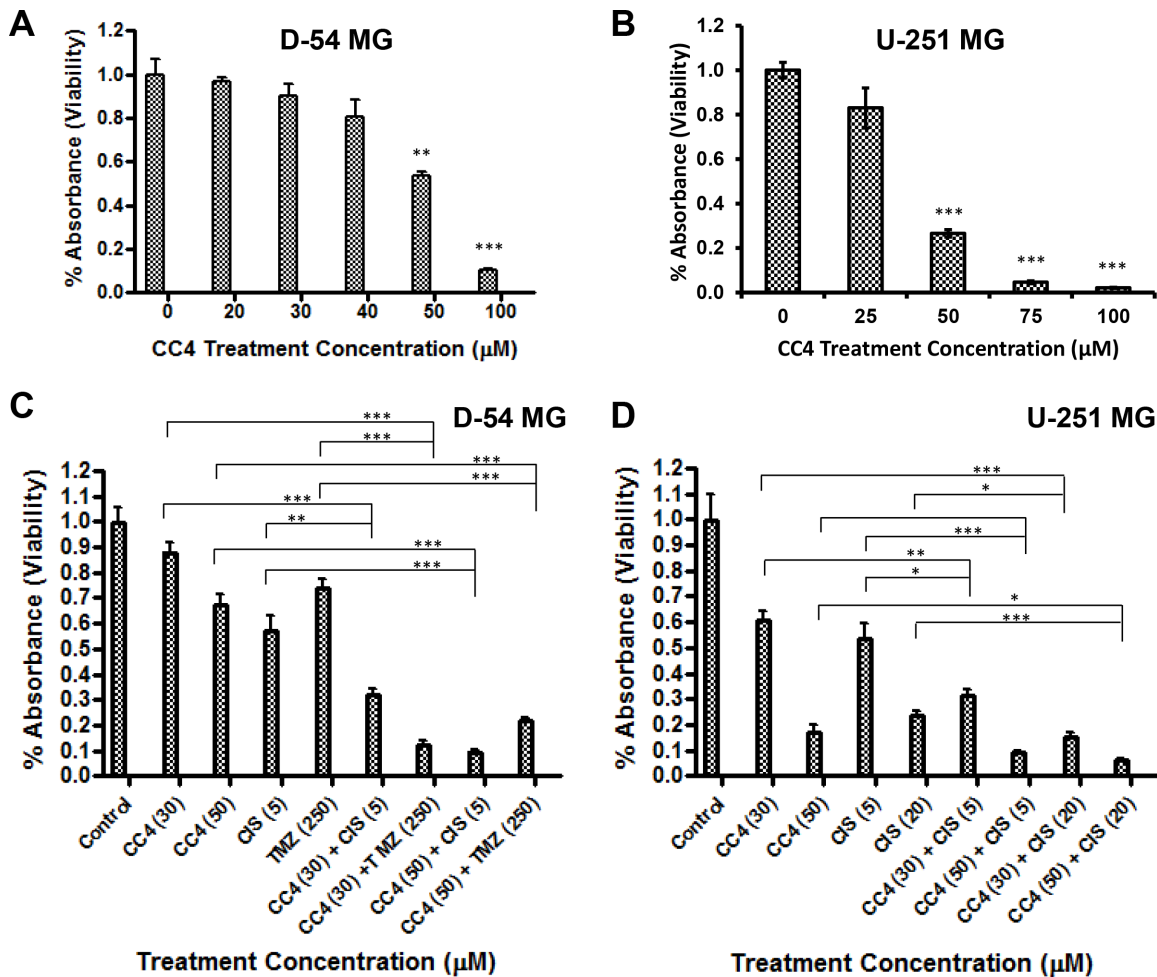 A
D-54 MG
% Absorbance (Viability)
1.2
1.0
0.8
0.6
0.4
0.2
0.0
**
***
0 20 30 40 50 100
CC4 Treatment Concentration (µM)
B
U-251 MG
% Absorbance (Viability)
1.2
1.0
0.8
0.6
0.4
0.2
0.0
***
***
***
0 25 50 75 100
CC4 Treatment Concentration (µM)
C
D-54 MG
% Absorbance (Viability)
***
***
***
***
***
**
***
***
1.2
1.1
1.0
0.9
0.8
0.7
0.6
0.5
0.4
0.3
0.2
0.1
0.0
Control
CC4 (30)
CC4 (50)
CIS (5)
TMZ (250)
CC4 (30) + CIS (5)
CC4 (30) +T MZ (250)
CC4 (50) + CIS (5)
CC4 (50) + TMZ (250)
Treatment Concentration (µM)
D
U-251 MG
% Absorbance (Viability)
***
*
***
***
**
*
*
***
1.2
1.1
1.0
0.9
0.8
0.7
0.6
0.5
0.4
0.3
0.2
0.1
0.0
Control
CC4 (30)
CC4 (50)
CIS (5)
CIS (20)
CC4 (30) + CIS (5)
CC4 (50) + CIS (5)
CC4 (30) + CIS (20)
CC4 (50) + CIS (20)
Treatment Concentration (µM)